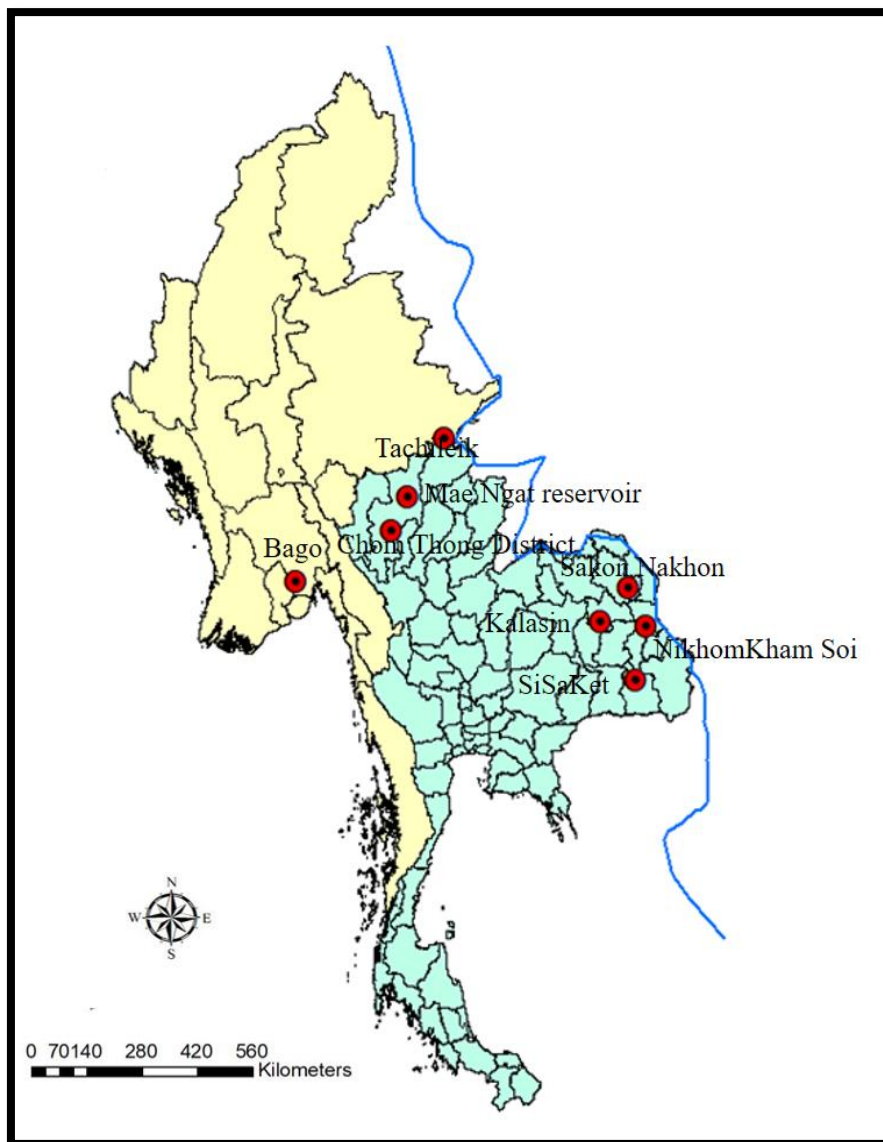 Tachileik
Mae Ngat reservoir
Chom Thong District
Bago
Sakon Nakhon
Kalasin
NikhomKham Soi
SiSaKet
N
W E
S
0 70140 280 420 560
Kilometers